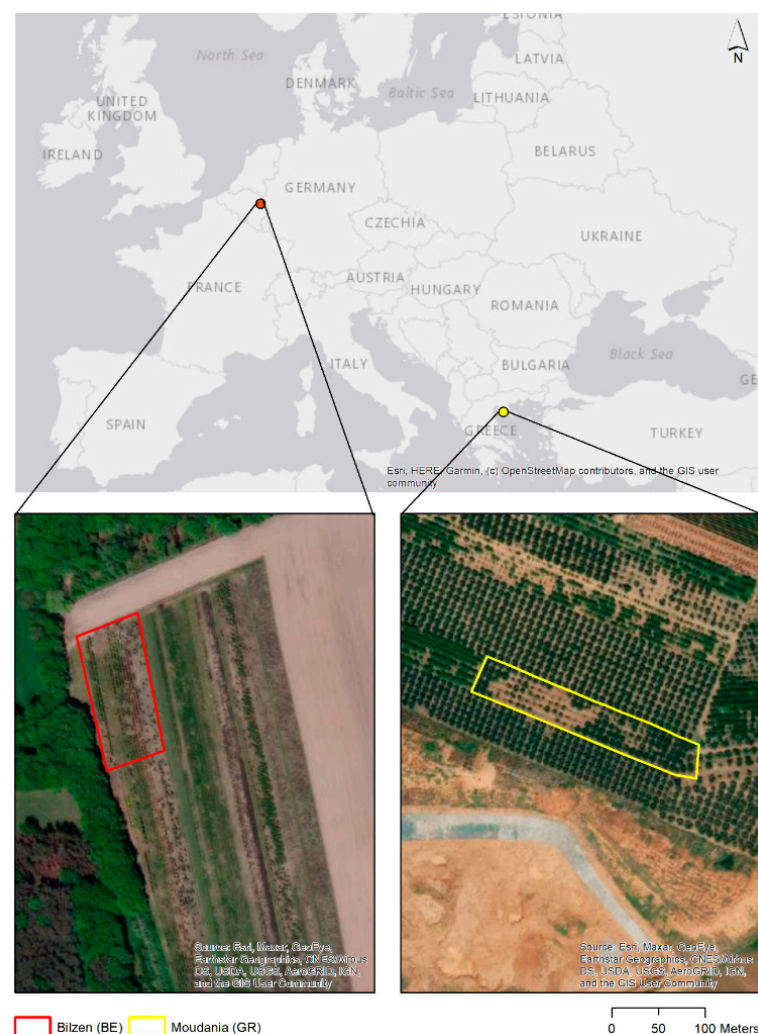 ESTONIA
North Sea
N
LATVIA
DENMARK
Baltic Sea
LITHUANIA
UNITED
KINGDOM
IRELAND
BELARUS
GERMANY
CZECHIA
UKRAINE
AUSTRIA
FRANCE
HUNGARY
ROMANIA
Black Sea
ITALY
BULGARIA
GE
SPAIN
GREECE
TURKEY
Esri, HERE, Garmin, (c) OpenStreetMap contributors, and the GIS user
community
Source: Esri, Maxar, GeoEye,
Earthstar Geographics, CNES/Airbus
DS, USDA, USGS, AeroGRID, IGN,
and the GIS User Community
Source: Esri, Maxar, GeoEye,
Earthstar Geographics, CNES/Airbus
DS, USDA, USGS, AeroGRID, IGN,
and the GIS User Community
Bilzen (BE)
Moudania (GR)
0 50 100 Meters